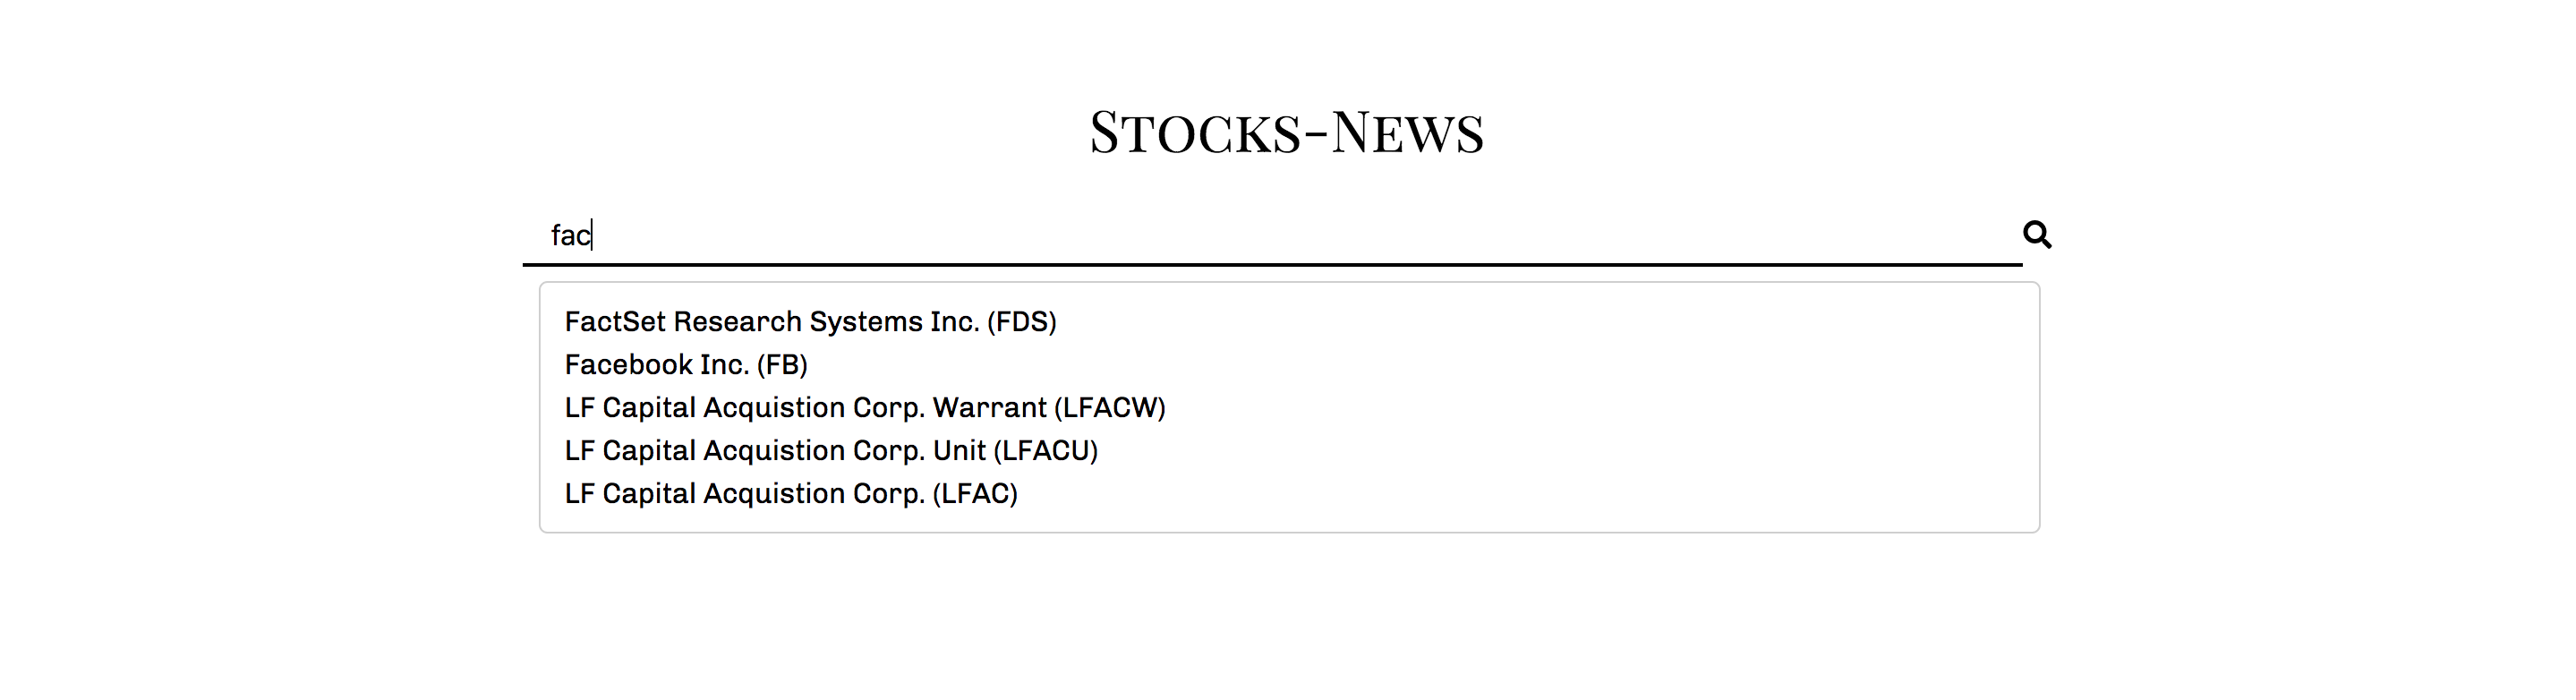 Stocks-News
fac
FactSet Research Systems Inc. (FDS)
Facebook Inc. (FB)
LF Capital Acquistion Corp. Warrant (LFACW)
LF Capital Acquistion Corp. Unit (LFACU)
LF Capital Acquistion Corp. (LFAC)